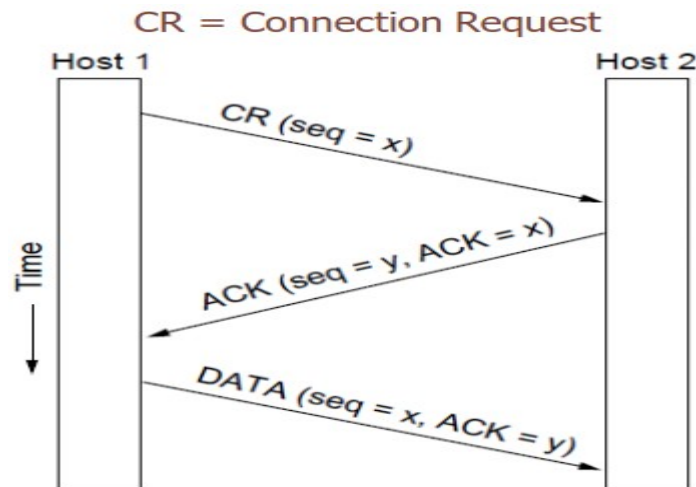 CR = Connection Request
Host 1
Host 2
CR (seq = x)
ACK (seq = y, ACK = x)
Time
DATA (seq = x, ACK = y)